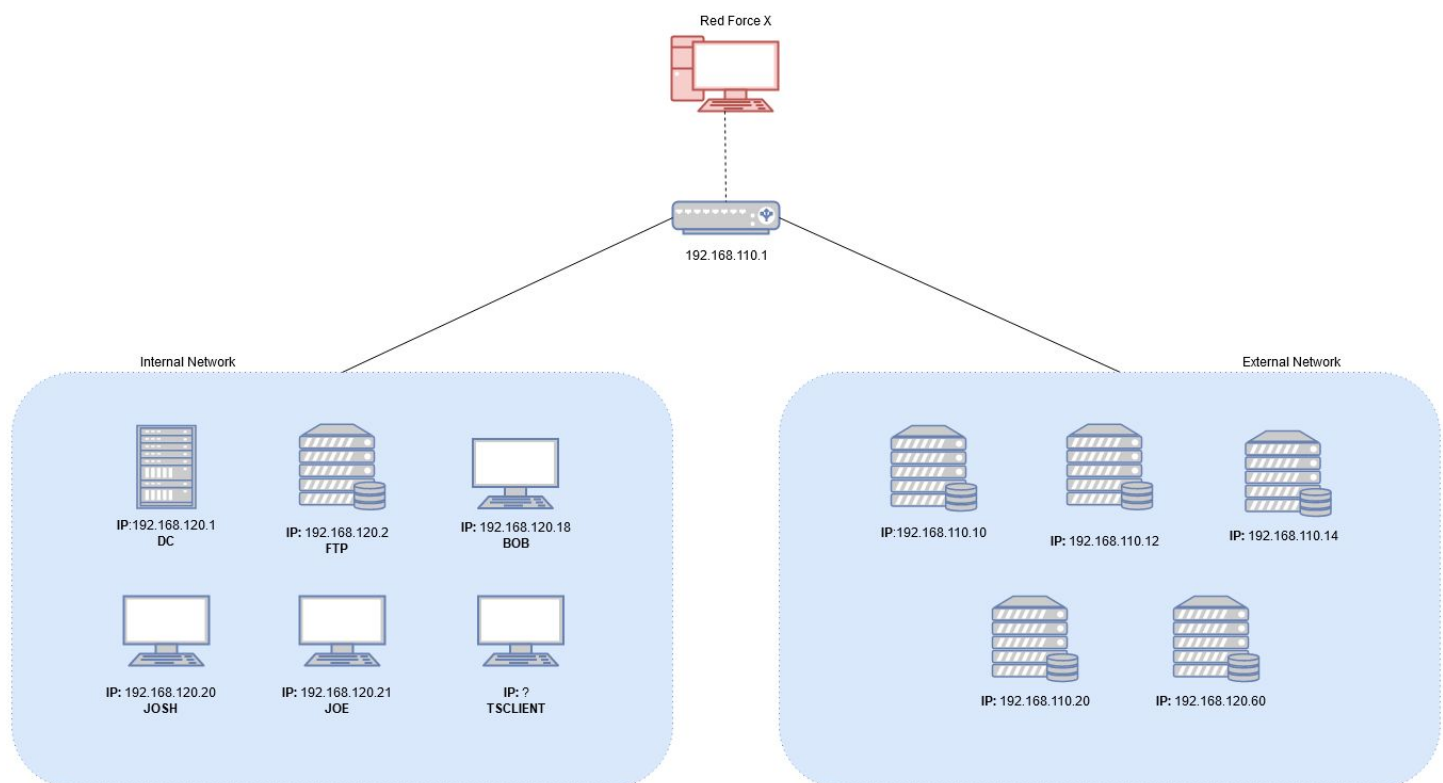 Red Force X
192.168.110.1
Internal Network
IP:192.168.120.1
DC
IP: 192.168.120.2
FTP
IP: 192.168.120.18
BOB
IP: 192.168.120.20
JOSH
IP: 192.168.120.21
JOE
IP: ?
TSCLIENT
External Network
IP:192.168.110.10
IP: 192.168.110.12
IP: 192.168.110.14
IP: 192.168.110.20
IP: 192.168.120.60